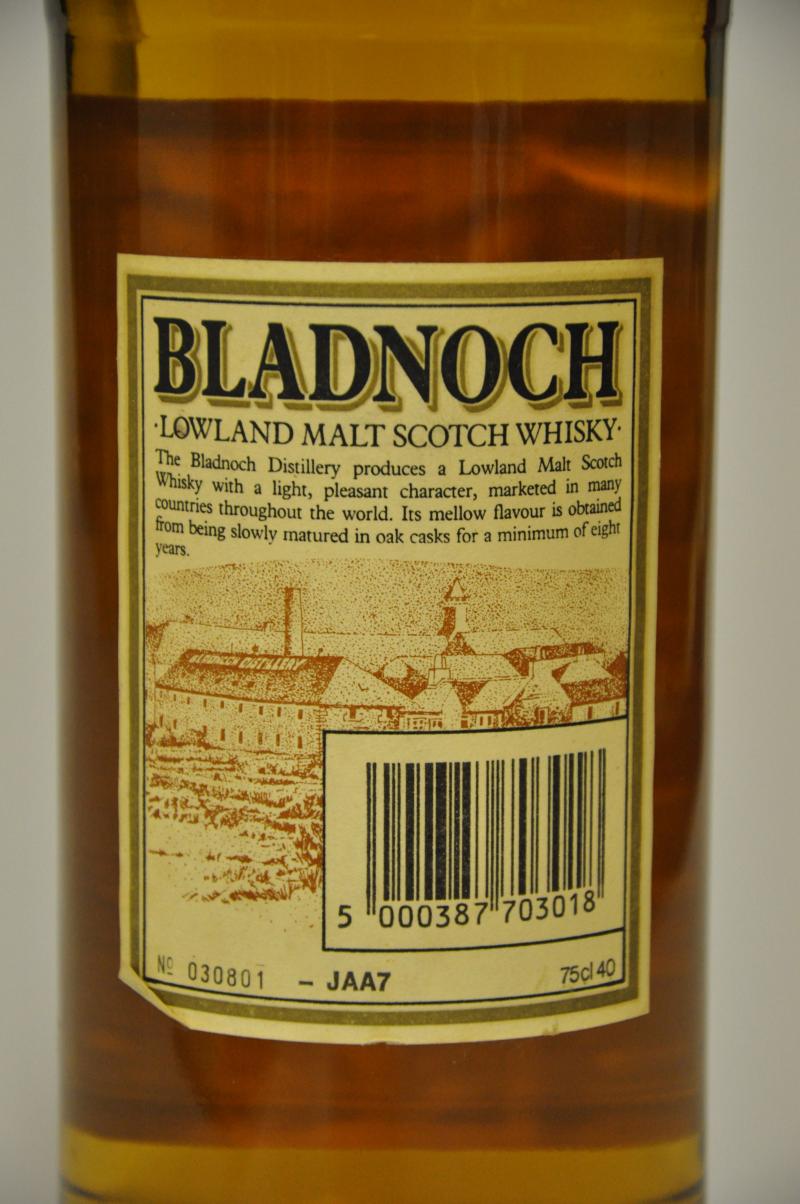 BLADNOCH
·LOWLAND MALT SCOTCH WHISKY·
The Bladnoch Distillery produces a Lowland Malt Scotch
Whisky with a light, pleasant character, marketed in many
countries throughout the world. Its mellow flavour is obtained
from being slowly matured in oak casks for a minimum of eight
years.
BLADNOCH DISTILLERY
5 000387 703018
Nº 030801 - JAA7 75cl 40